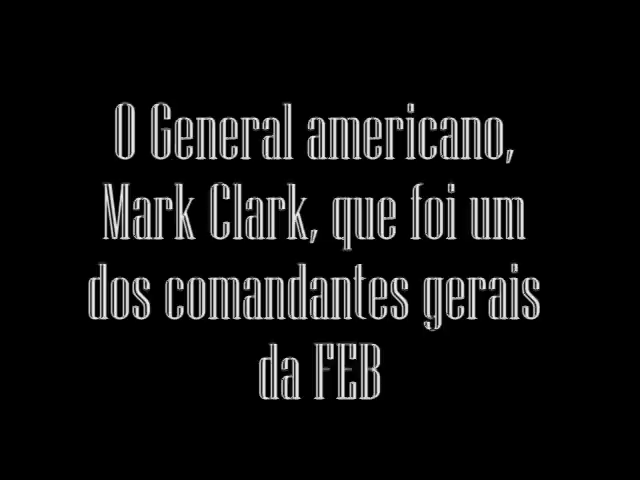 O General americano,
Mark Clark, que foi um
dos comandantes gerais
da FEB